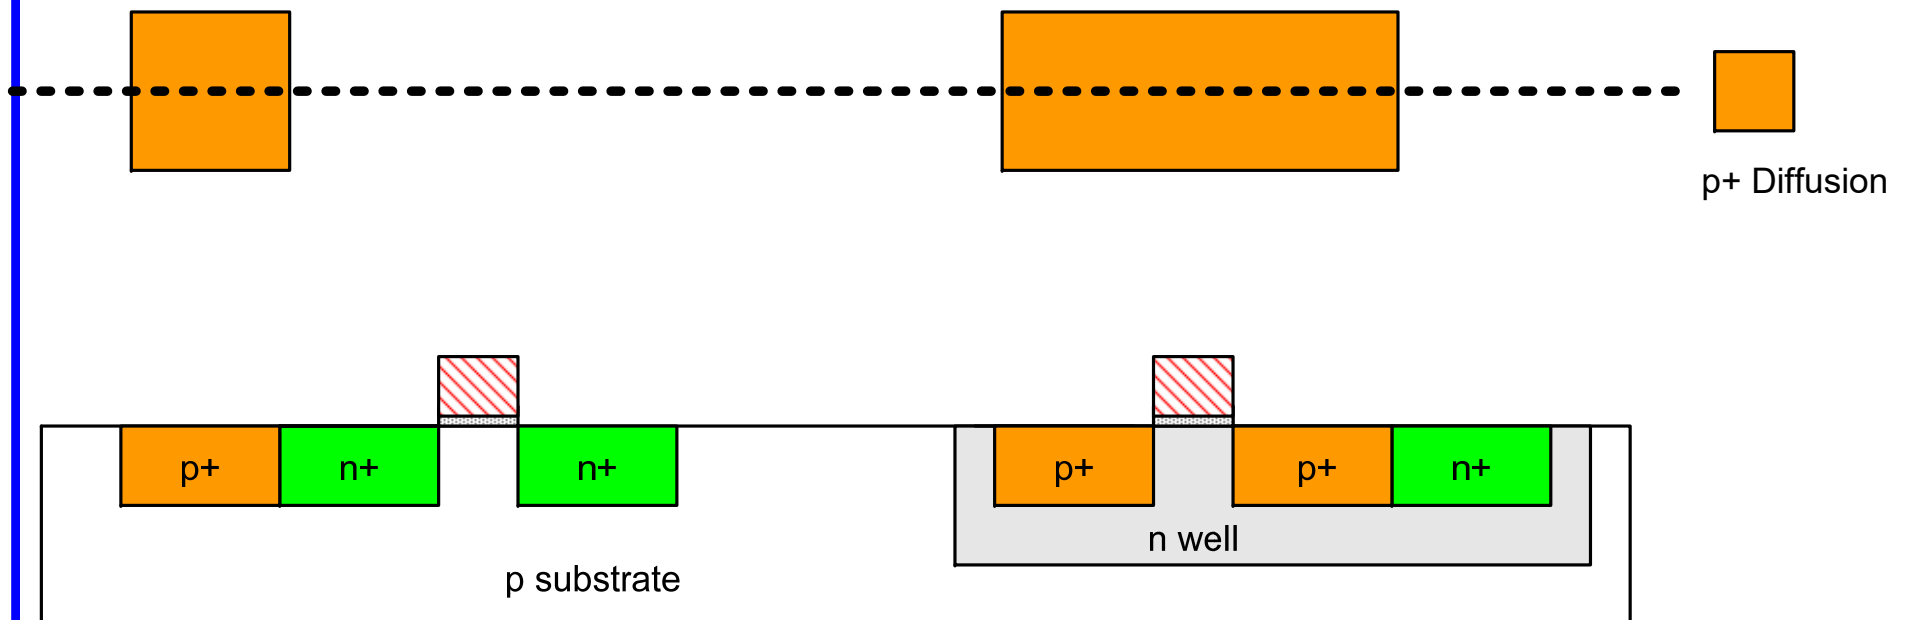 p+ Diffusion
p+ n+ n+ p+ p+ n+
n well
p substrate